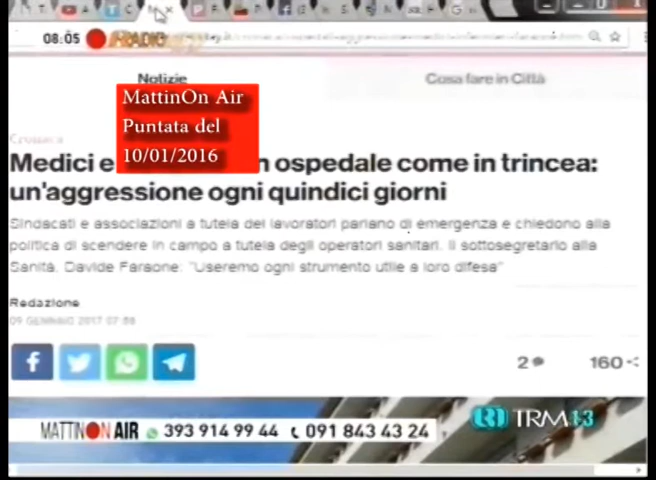 08:05 RADIO
Notizie
Cosa fare in Città
MattinOn Air
Puntata del
10/01/2016
Cronaca
Medici e n ospedale come in trincea:
un'aggressione ogni quindici giorni
Sindacati e associazioni a tutela dei lavoratori parlano di emergenza e chiedono alla
politica di scendere in campo a tutela degli operatori sanitari. Il sottosegretario alla
Sanità, Davide Faraone: "Useremo ogni strumento utile a loro difesa"
Redazione
09 GENNAIO 2017 07:58
2
160
TRM13
MATTINON AIR 393 914 99 44 091 843 43 24